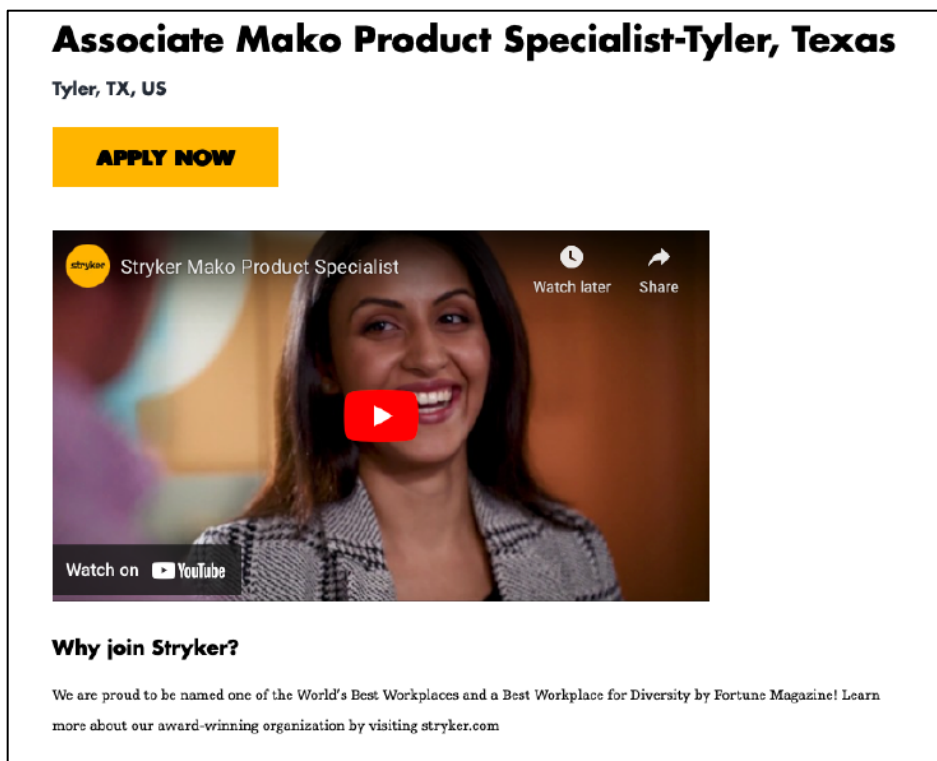 Associate Mako Product Specialist-Tyler, Texas
Tyler, TX, US
APPLY NOW
stryker
Stryker Mako Product Specialist
Watch later
Share
Watch on YouTube
Why join Stryker?
We are proud to be named one of the World's Best Workplaces and a Best Workplace for Diversity by Fortune Magazine! Learn
more about our award-winning organization by visiting stryker.com